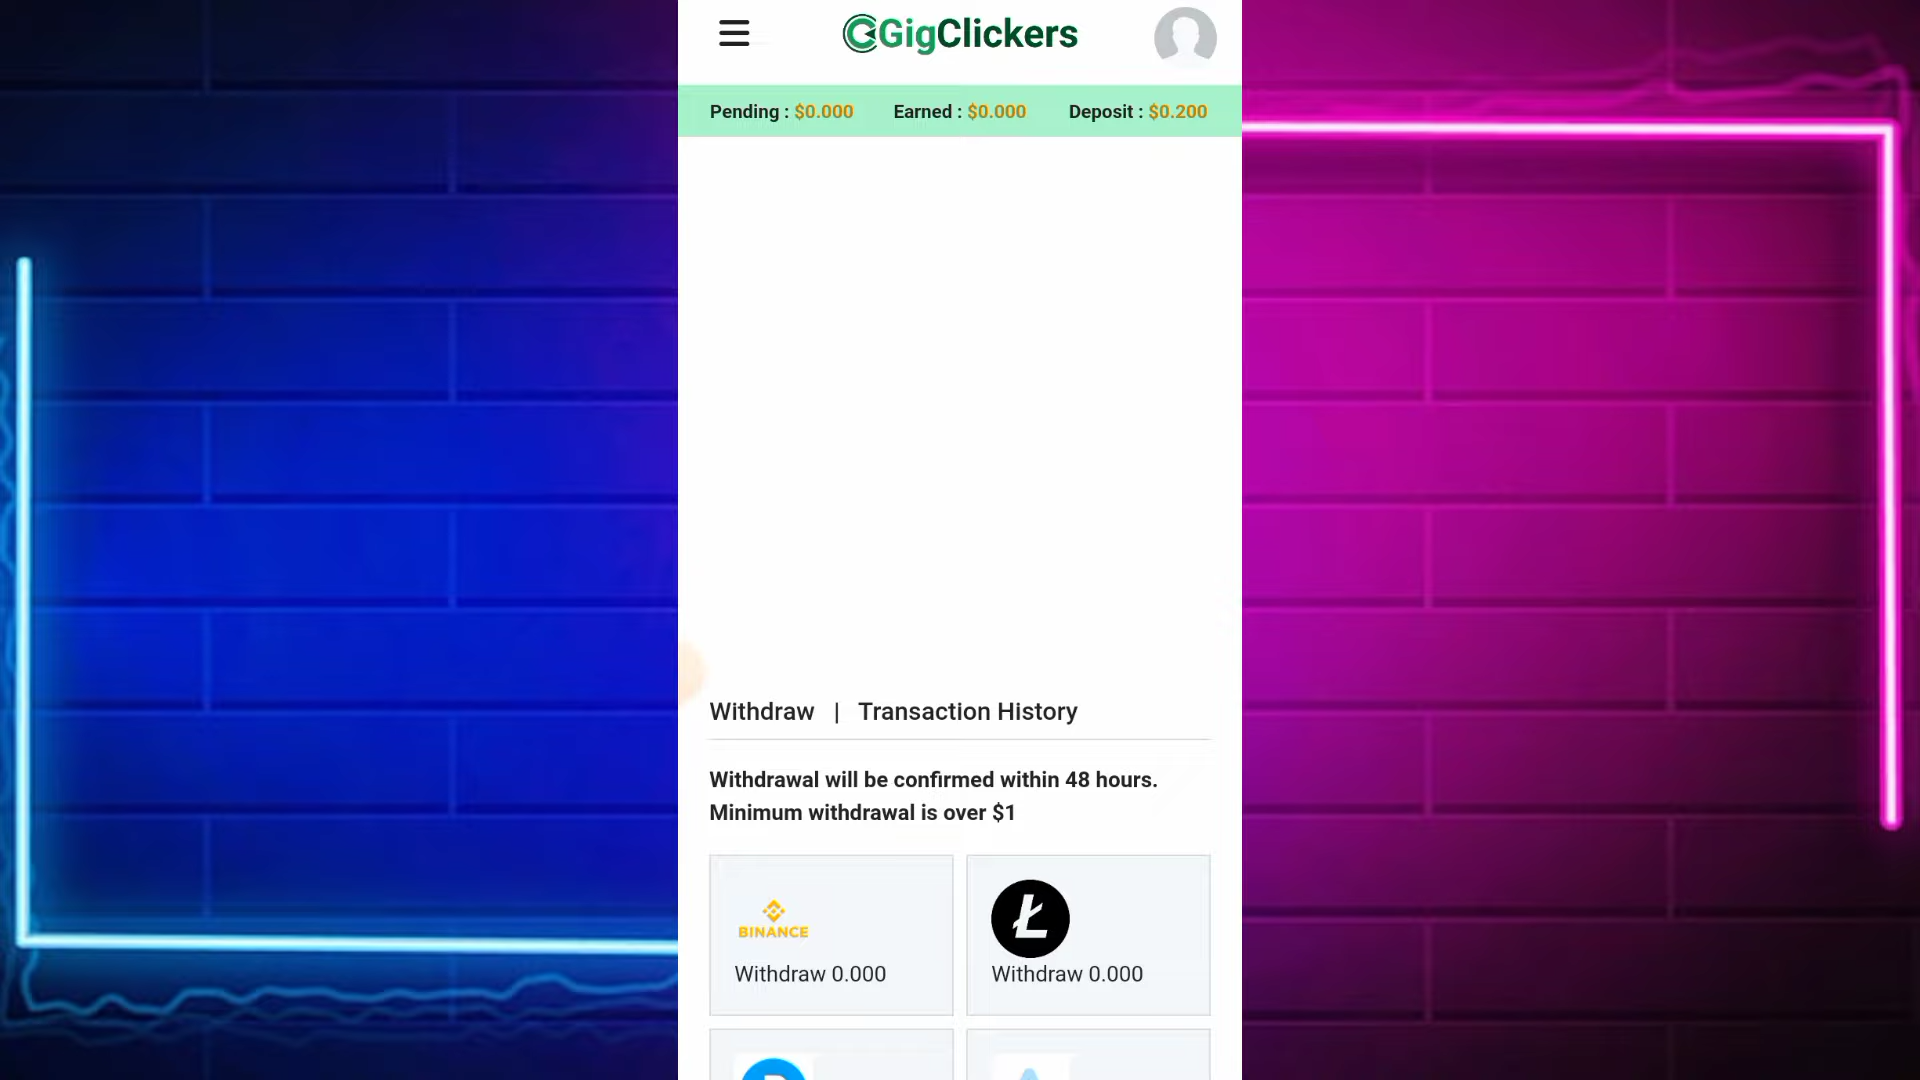 GigClickers
Pending : $0.000 Earned : $0.000 Deposit : $0.200
Withdraw | Transaction History
Withdrawal will be confirmed within 48 hours.
Minimum withdrawal is over $1
BINANCE
Withdraw 0.000
Withdraw 0.000